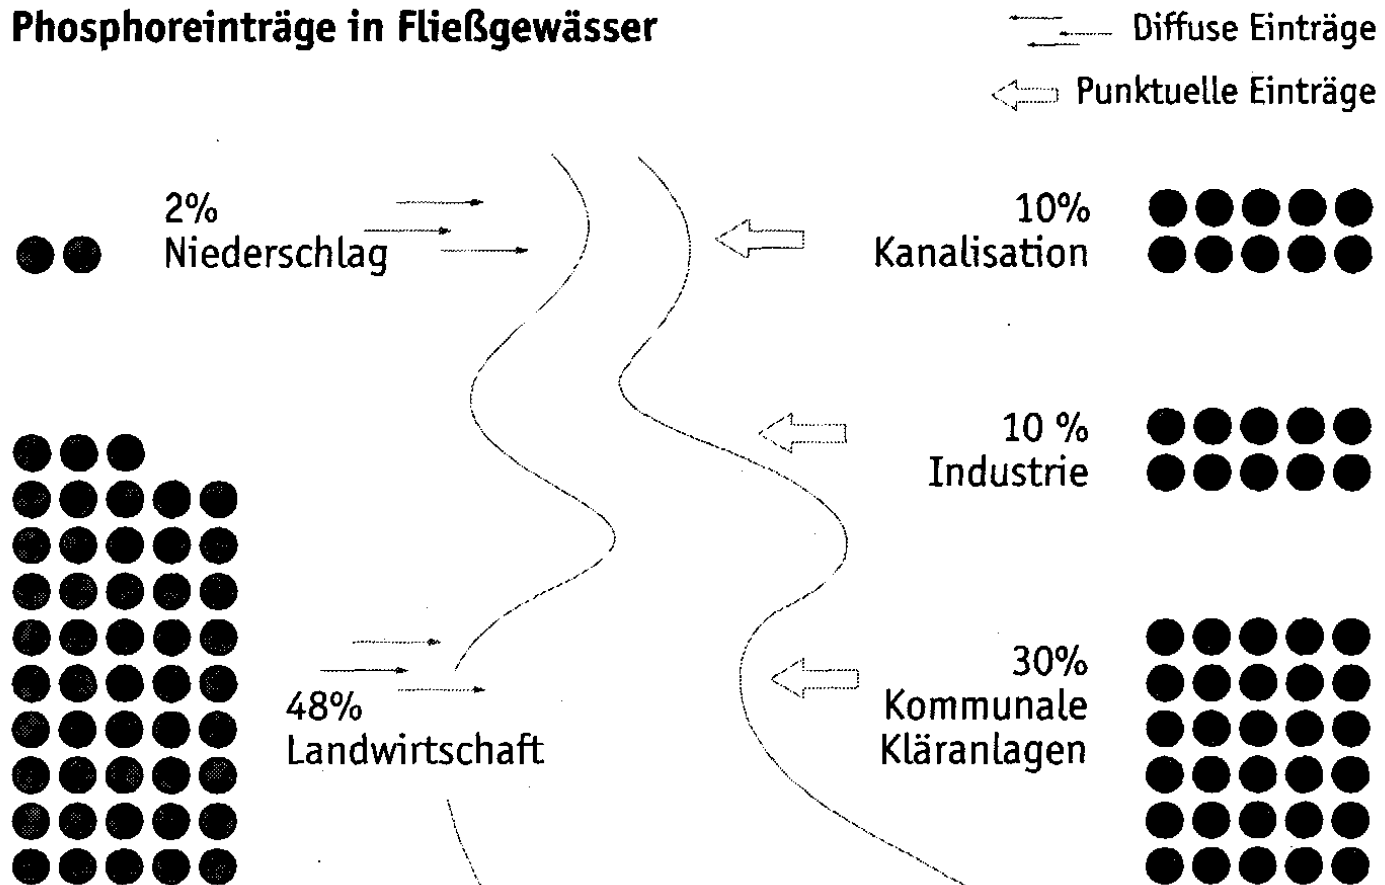 Phosphoreinträge in Fließgewässer
Diffuse Einträge
Punktuelle Einträge
2%
Niederschlag
10%
Kanalisation
10 %
Industrie
48%
Landwirtschaft
30%
Kommunale
Kläranlagen